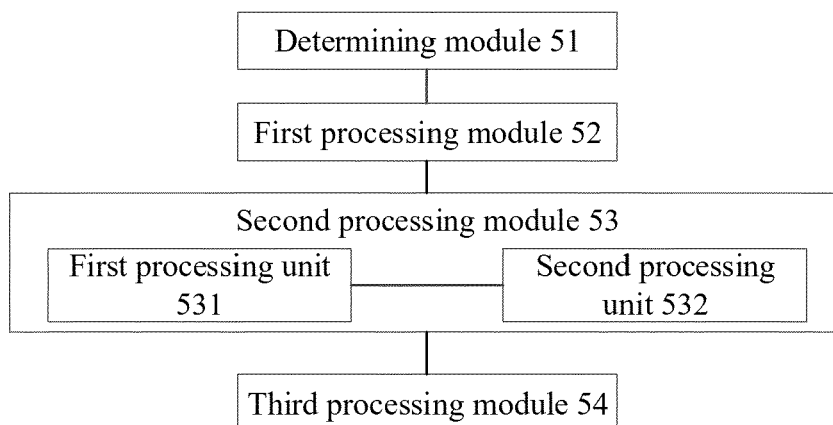 Determining module 51
First processing module 52
Second processing module 53
First processing unit
531
Second processing
unit 532
Third processing module 54